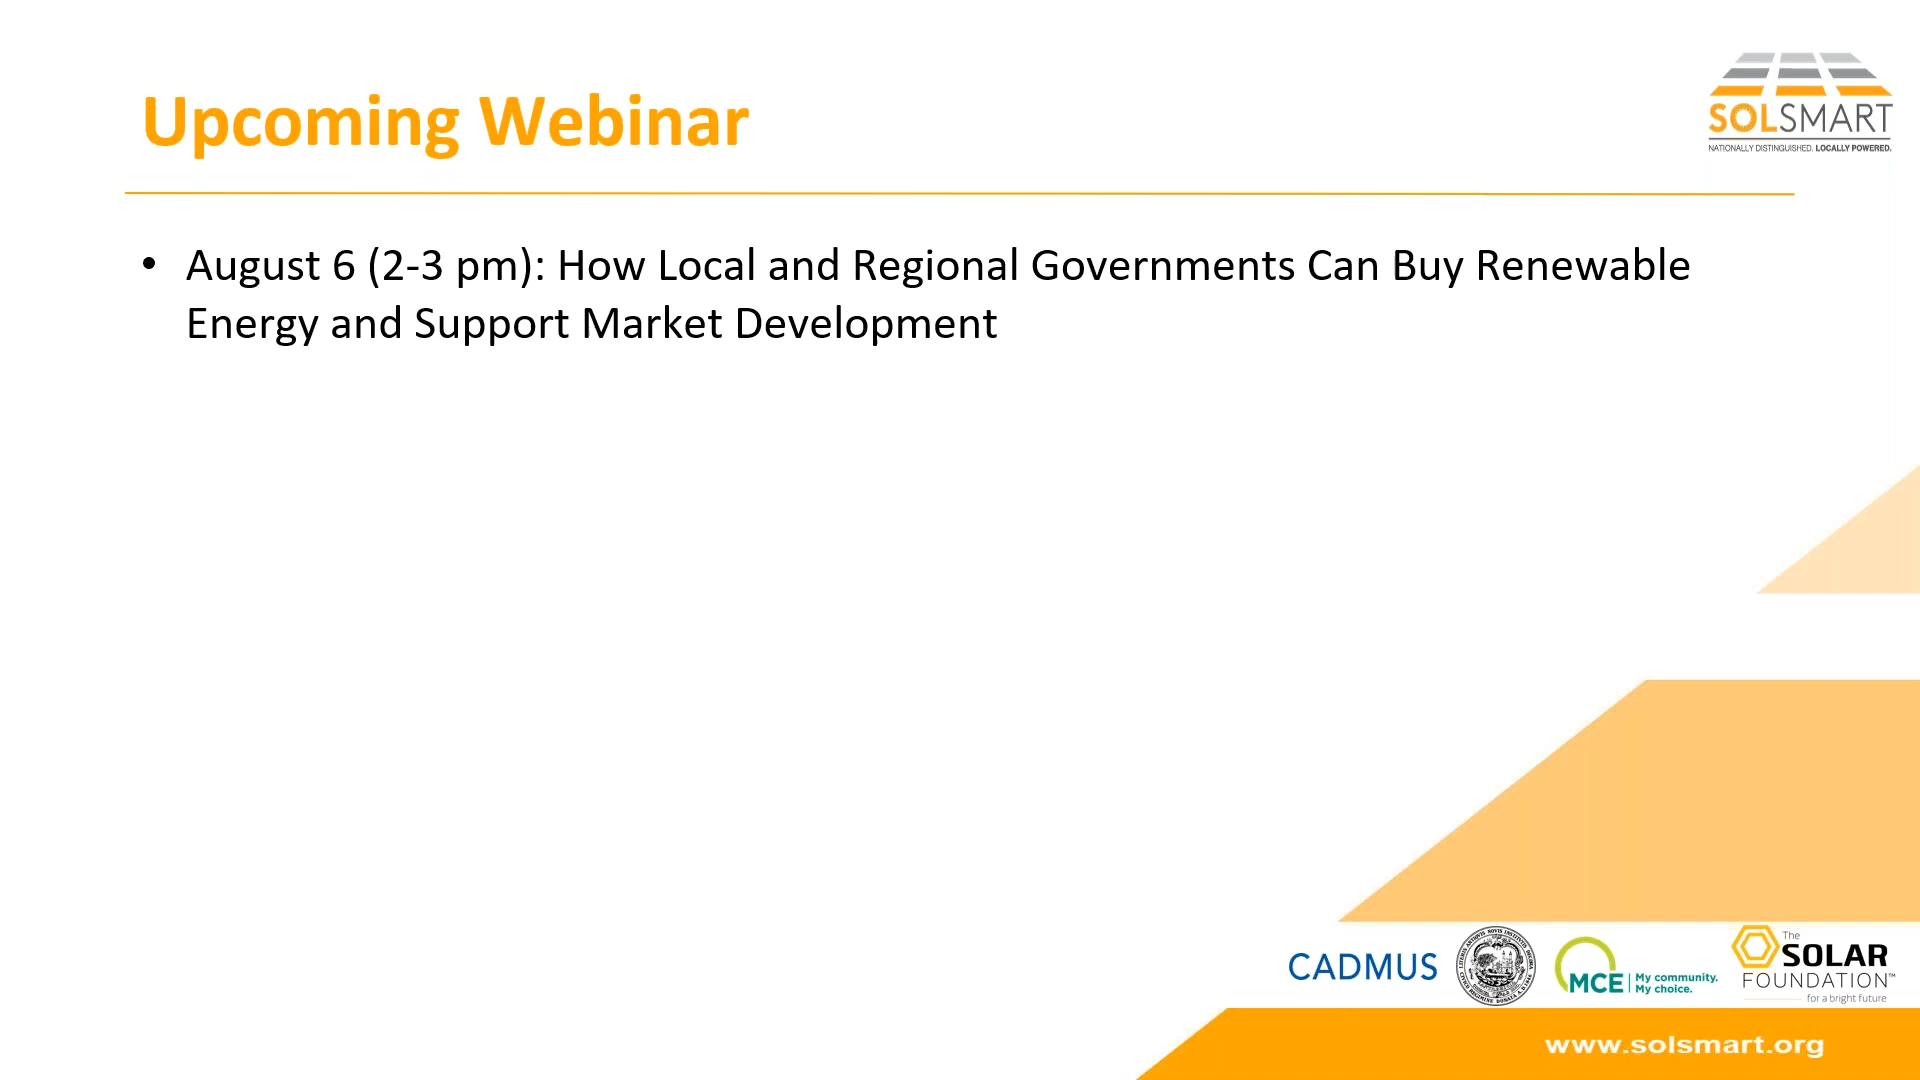 Upcoming Webinar
SOLSMART
NATIONALLY DISTINGUISHED. LOCALLY POWERED.
• August 6 (2-3 pm): How Local and Regional Governments Can Buy Renewable
Energy and Support Market Development
CADMUS
MCE
My community.
My choice.
The
SOLAR
FOUNDATION™
for a bright future
www.solsmart.org